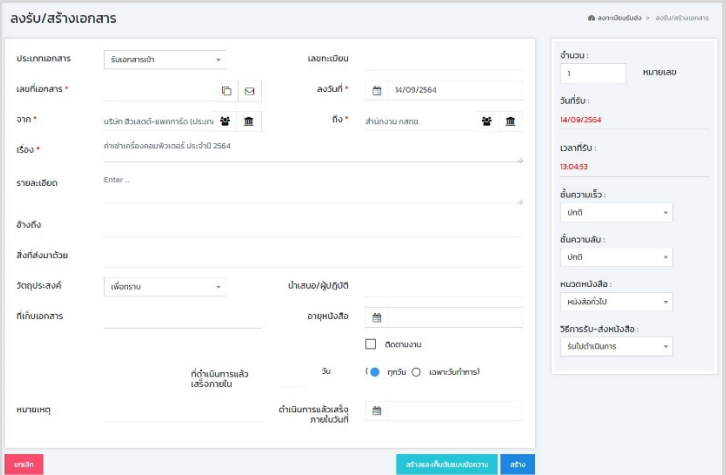 ลงรับ/สร้างเอกสาร
ลงทะเบียนรับส่ง > ลงรับ/สร้างเอกสาร
ประเภทเอกสาร รับเอกสารเข้า เลขทะเบียน
เลขที่เอกสาร * ลงวันที่ * 14/09/2564
จาก * บริษัท ฮิวเลตต์-แพคการ์ด (ประเทศ ถึง * สำนักงาน กสทช.
เรื่อง * ค่าเช่าเครื่องคอมพิวเตอร์ ประจำปี 2564
รายละเอียด Enter ...
อ้างถึง
สิ่งที่ส่งมาด้วย
วัตถุประสงค์ เพื่อทราบ นำเสนอ/ผู้ปฏิบัติ
ที่เก็บเอกสาร อายุหนังสือ
ติดตามงาน
ที่ดำเนินการแล้ว วัน ( ทุกวัน เฉพาะวันทำการ)
เสร็จภายใน
หมายเหตุ ดำเนินการแล้วเสร็จ
ภายในวันที่
ยกเลิก สร้างและเก็บต้นแบบข้อความ สร้าง
จำนวน :
1 หมายเลข
วันที่รับ :
14/09/2564
เวลาที่รับ :
13:04:53
ชั้นความเร็ว :
ปกติ
ชั้นความลับ :
ปกติ
หมวดหนังสือ :
หนังสือทั่วไป
วิธีการรับ-ส่งหนังสือ :
รับไปดำเนินการ